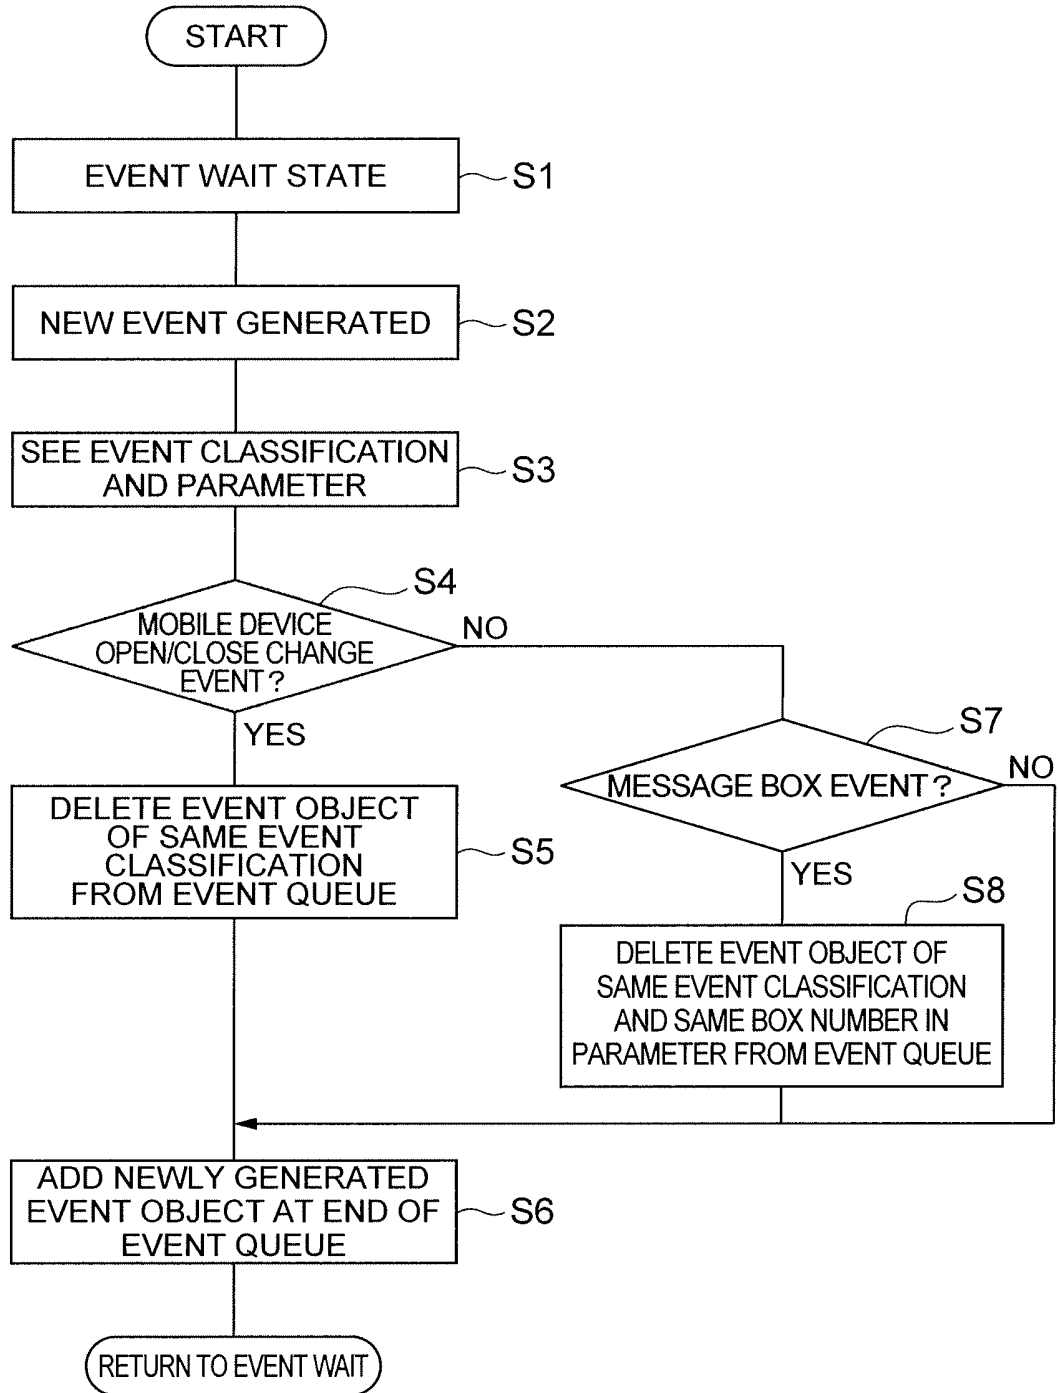 START
EVENT WAIT STATE
S1
NEW EVENT GENERATED
S2
SEE EVENT CLASSIFICATION
AND PARAMETER
S3
S4
MOBILE DEVICE
OPEN/CLOSE CHANGE
EVENT?
NO
YES
S7
MESSAGE BOX EVENT?
NO
YES
DELETE EVENT OBJECT
OF SAME EVENT
CLASSIFICATION
FROM EVENT QUEUE
S5
S8
DELETE EVENT OBJECT OF
SAME EVENT CLASSIFICATION
AND SAME BOX NUMBER IN
PARAMETER FROM EVENT QUEUE
ADD NEWLY GENERATED
EVENT OBJECT AT END OF
EVENT QUEUE
S6
RETURN TO EVENT WAIT